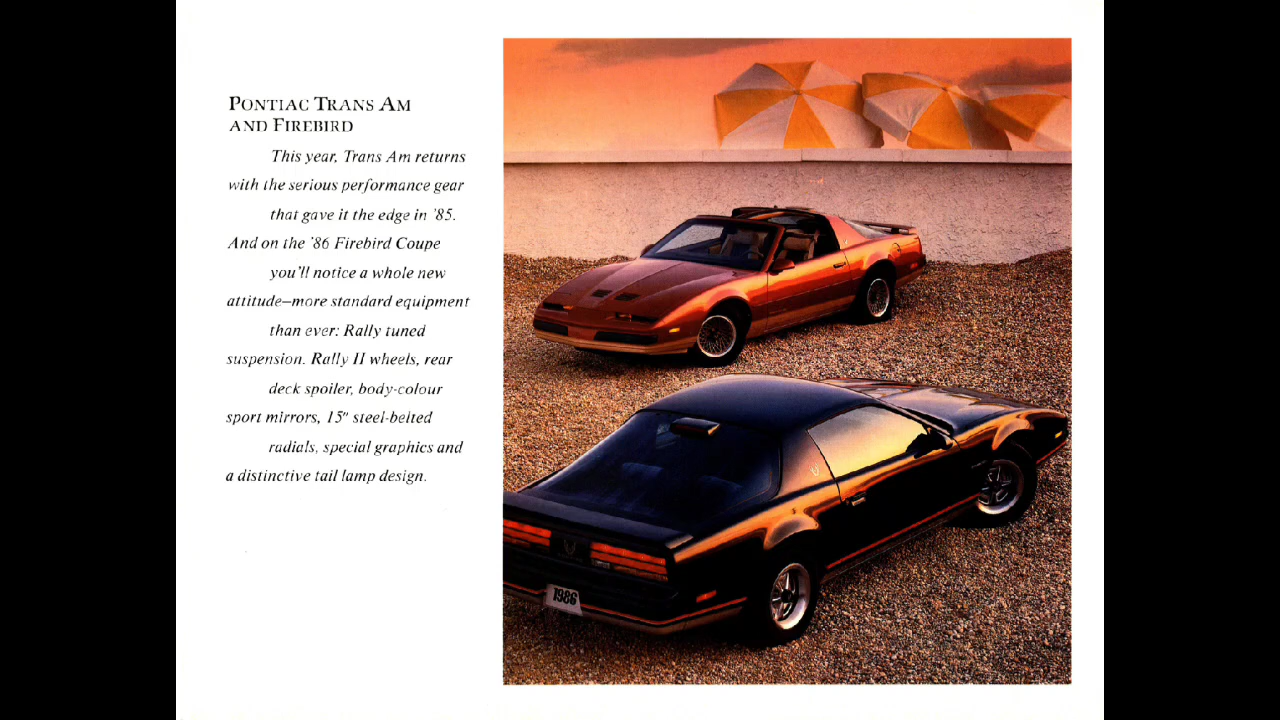 PONTIAC TRANS AM
AND FIREBIRD
This year, Trans Am returns
with the serious performance gear
that gave it the edge in '85.
And on the '86 Firebird Coupe
you'll notice a whole new
attitude–more standard equipment
than ever: Rally tuned
suspension. Rally II wheels, rear
deck spoiler, body-colour
sport mirrors, 15" steel-belted
radials, special graphics and
a distinctive tail lamp design.
1986